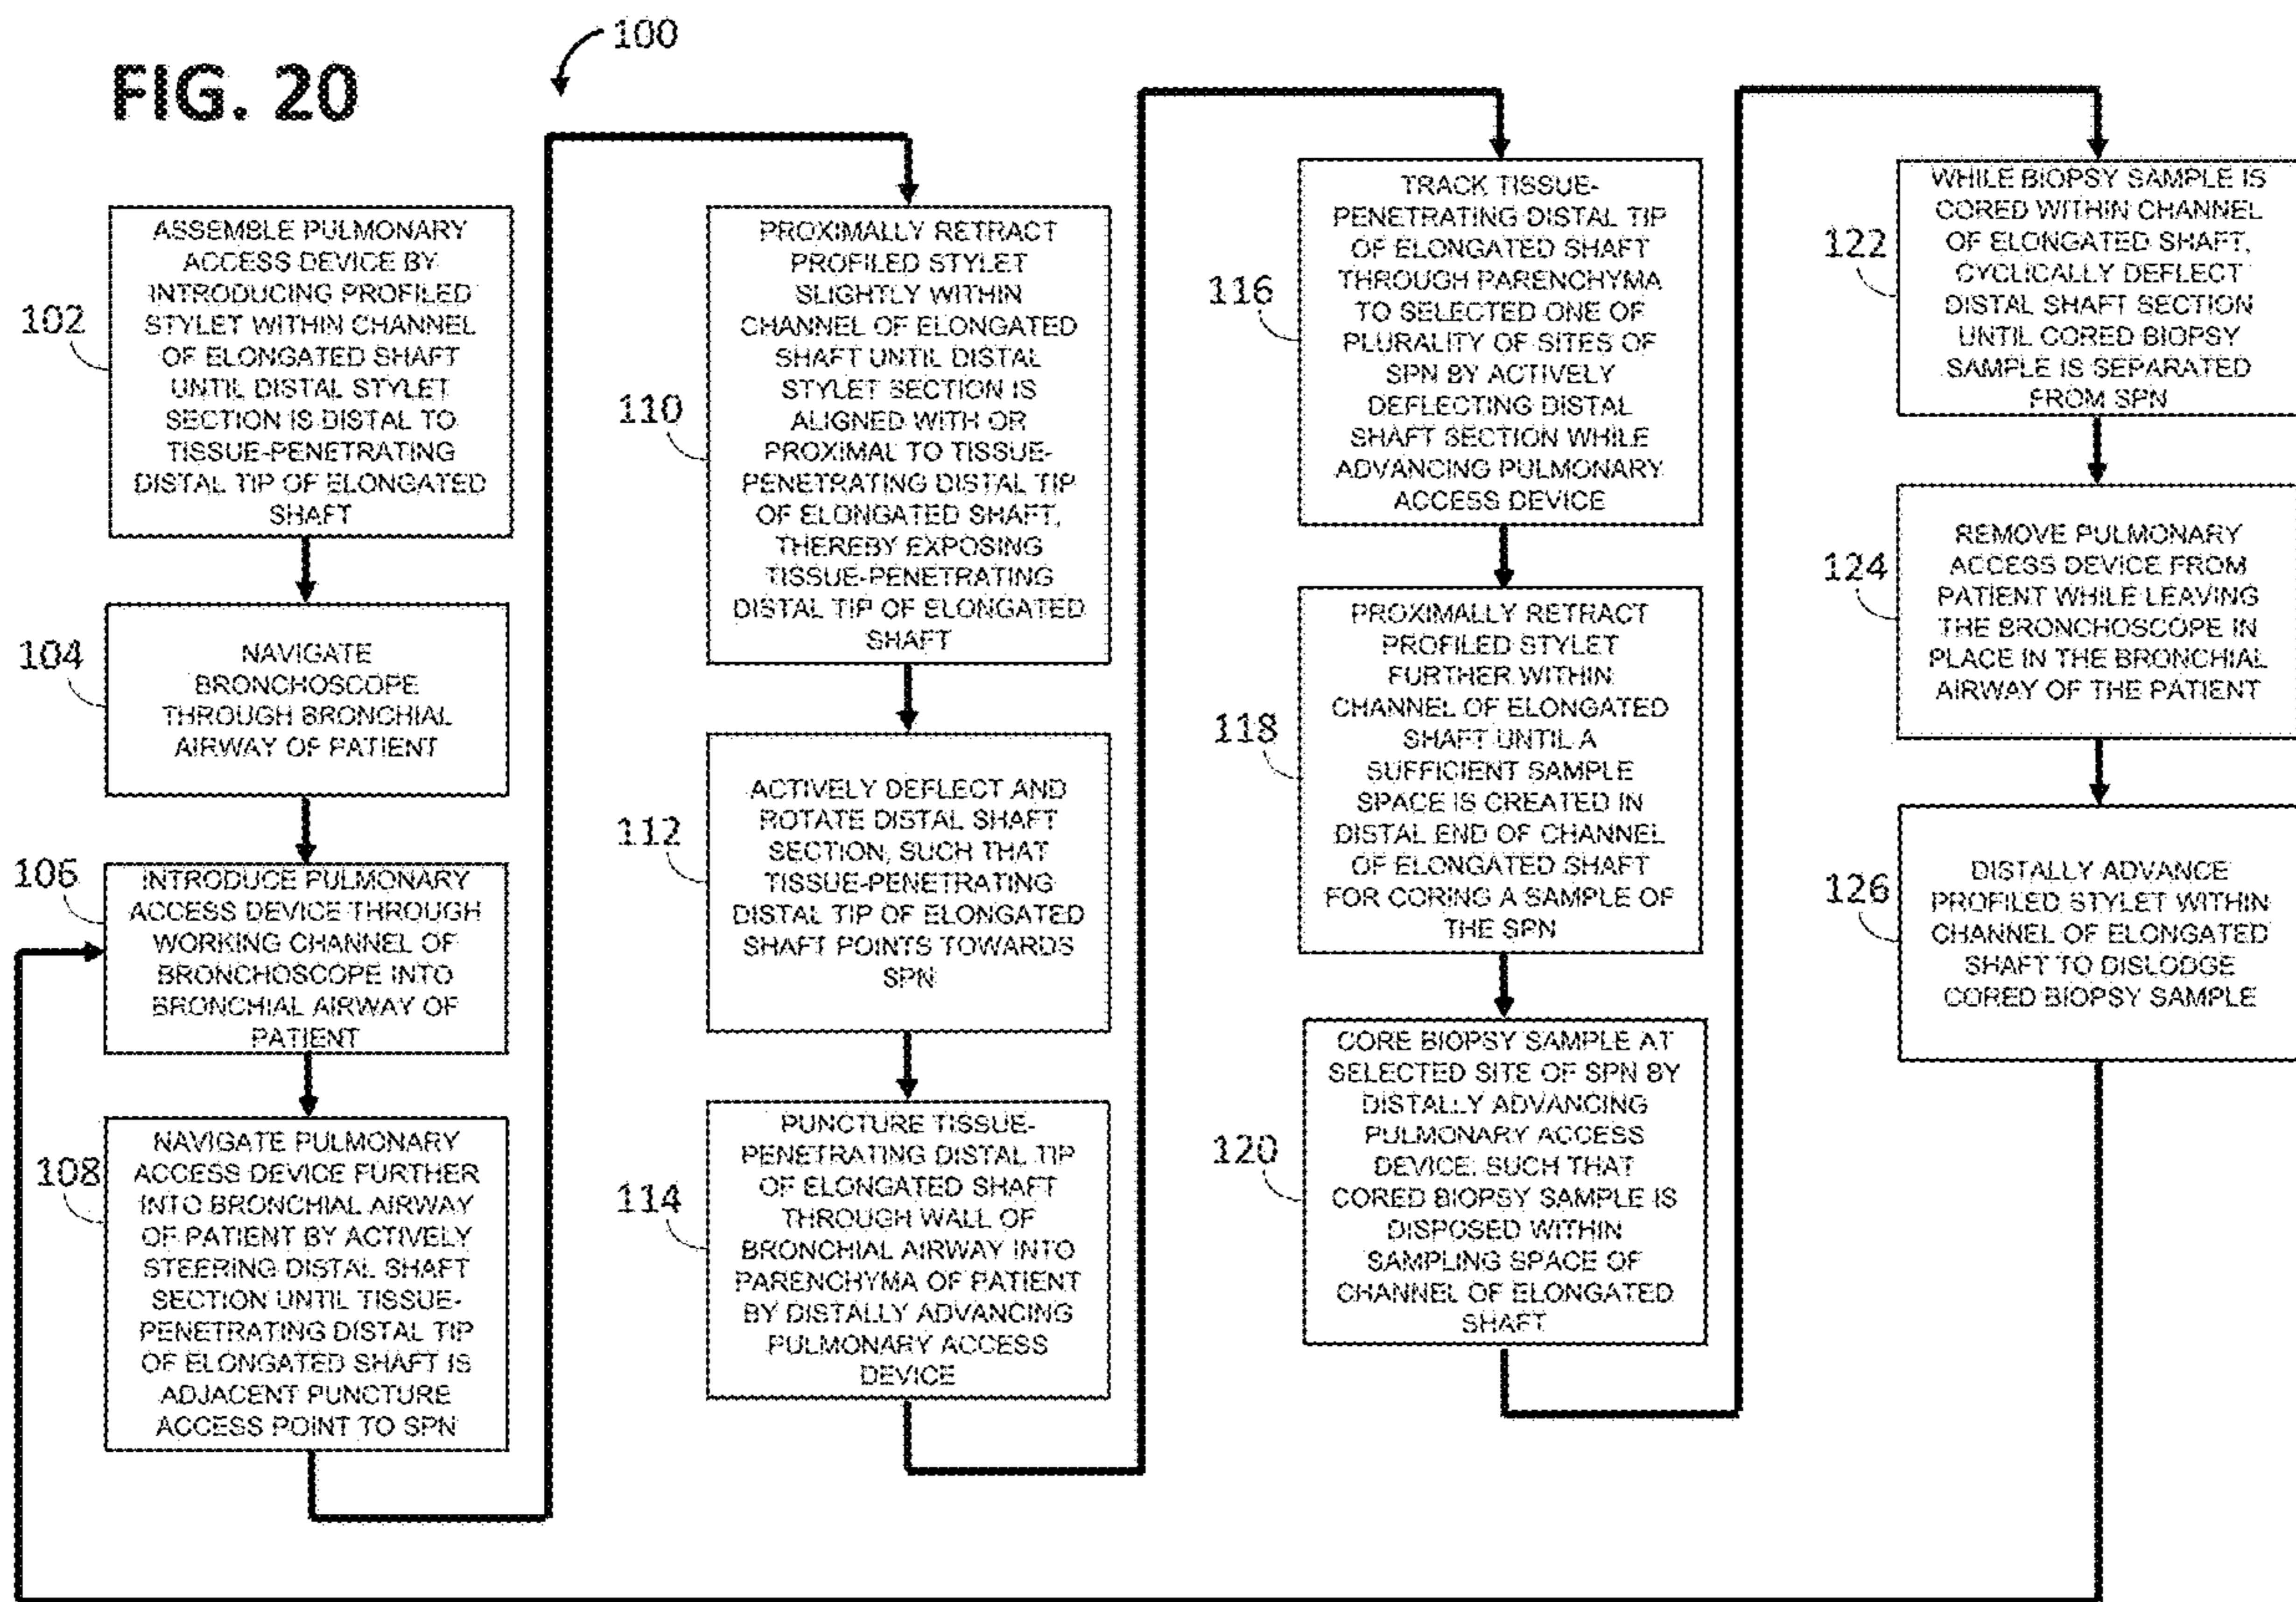 FIG. 20
100
102
ASSEMBLE PULMONARY
ACCESS DEVICE BY
INTRODUCING PROFILED
STYLET WITHIN CHANNEL
OF ELONGATED SHAFT
UNTIL DISTAL STYLET
SECTION IS DISTAL TO
TISSUE-PENETRATING
DISTAL TIP OF ELONGATED
SHAFT
104
NAVIGATE
BRONCHOSCOPE
THROUGH BRONCHIAL
AIRWAY OF PATIENT
106
INTRODUCE PULMONARY
ACCESS DEVICE THROUGH
WORKING CHANNEL OF
BRONCHOSCOPE INTO
BRONCHIAL AIRWAY OF
PATIENT
108
NAVIGATE PULMONARY
ACCESS DEVICE FURTHER
INTO BRONCHIAL AIRWAY
OF PATIENT BY ACTIVELY
STEERING DISTAL SHAFT
SECTION UNTIL TISSUE-
PENETRATING DISTAL TIP
OF ELONGATED SHAFT IS
ADJACENT PUNCTURE
ACCESS POINT TO SPN
110
PROXIMALLY RETRACT
PROFILED STYLET
SLIGHTLY WITHIN
CHANNEL OF ELONGATED
SHAFT UNTIL DISTAL
STYLET SECTION IS
ALIGNED WITH OR
PROXIMAL TO TISSUE-
PENETRATING DISTAL TIP
OF ELONGATED SHAFT,
THEREBY EXPOSING
TISSUE-PENETRATING
DISTAL TIP OF ELONGATED
SHAFT
112
ACTIVELY DEFLECT AND
ROTATE DISTAL SHAFT
SECTION, SUCH THAT
TISSUE-PENETRATING
DISTAL TIP OF ELONGATED
SHAFT POINTS TOWARDS
SPN
114
PUNCTURE TISSUE-
PENETRATING DISTAL TIP
OF ELONGATED SHAFT
THROUGH WALL OF
BRONCHIAL AIRWAY INTO
PARENCHYMA OF PATIENT
BY DISTALLY ADVANCING
PULMONARY ACCESS
DEVICE
116
TRACK TISSUE-
PENETRATING DISTAL TIP
OF ELONGATED SHAFT
THROUGH PARENCHYMA
TO SELECTED ONE OF
PLURALITY OF SITES OF
SPN BY ACTIVELY
DEFLECTING DISTAL
SHAFT SECTION WHILE
ADVANCING PULMONARY
ACCESS DEVICE
118
PROXIMALLY RETRACT
PROFILED STYLET
FURTHER WITHIN
CHANNEL OF ELONGATED
SHAFT UNTIL A
SUFFICIENT SAMPLE
SPACE IS CREATED IN
DISTAL END OF CHANNEL
OF ELONGATED SHAFT
FOR CORING A SAMPLE OF
THE SPN
120
CORE BIOPSY SAMPLE AT
SELECTED SITE OF SPN BY
DISTALLY ADVANCING
PULMONARY ACCESS
DEVICE, SUCH THAT
CORED BIOPSY SAMPLE IS
DISPOSED WITHIN
SAMPLING SPACE OF
CHANNEL OF ELONGATED
SHAFT
122
WHILE BIOPSY SAMPLE IS
CORED WITHIN CHANNEL
OF ELONGATED SHAFT,
CYCLICALLY DEFLECT
DISTAL SHAFT SECTION
UNTIL CORED BIOPSY
SAMPLE IS SEPARATED
FROM SPN
124
REMOVE PULMONARY
ACCESS DEVICE FROM
PATIENT WHILE LEAVING
THE BRONCHOSCOPE IN
PLACE IN THE BRONCHIAL
AIRWAY OF THE PATIENT
126
DISTALLY ADVANCE
PROFILED STYLET WITHIN
CHANNEL OF ELONGATED
SHAFT TO DISLODGE
CORED BIOPSY SAMPLE